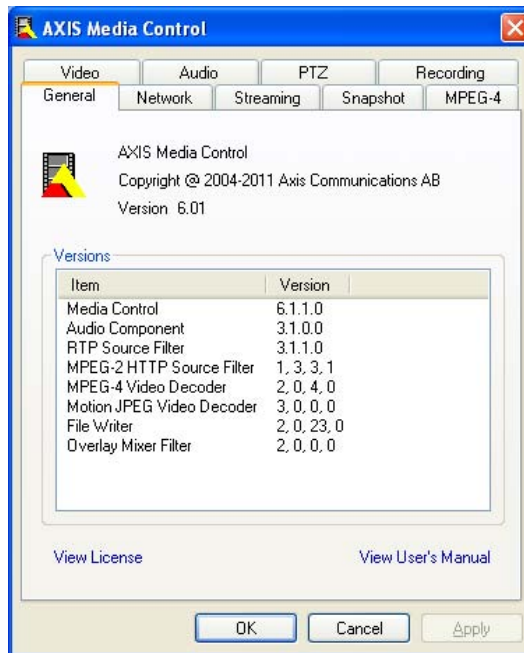 AXIS Media Control
Video Audio PTZ Recording
General Network Streaming Snapshot MPEG-4
AXIS Media Control
Copyright @ 2004-2011 Axis Communications AB
Version 6.01
Versions
Item Version
Media Control 6.1.1.0
Audio Component 3.1.0.0
RTP Source Filter 3.1.1.0
MPEG-2 HTTP Source Filter 1, 3, 3, 1
MPEG-4 Video Decoder 2, 0, 4, 0
Motion JPEG Video Decoder 3, 0, 0, 0
File Writer 2, 0, 23, 0
Overlay Mixer Filter 2, 0, 0, 0
View License View User's Manual
OK Cancel Apply